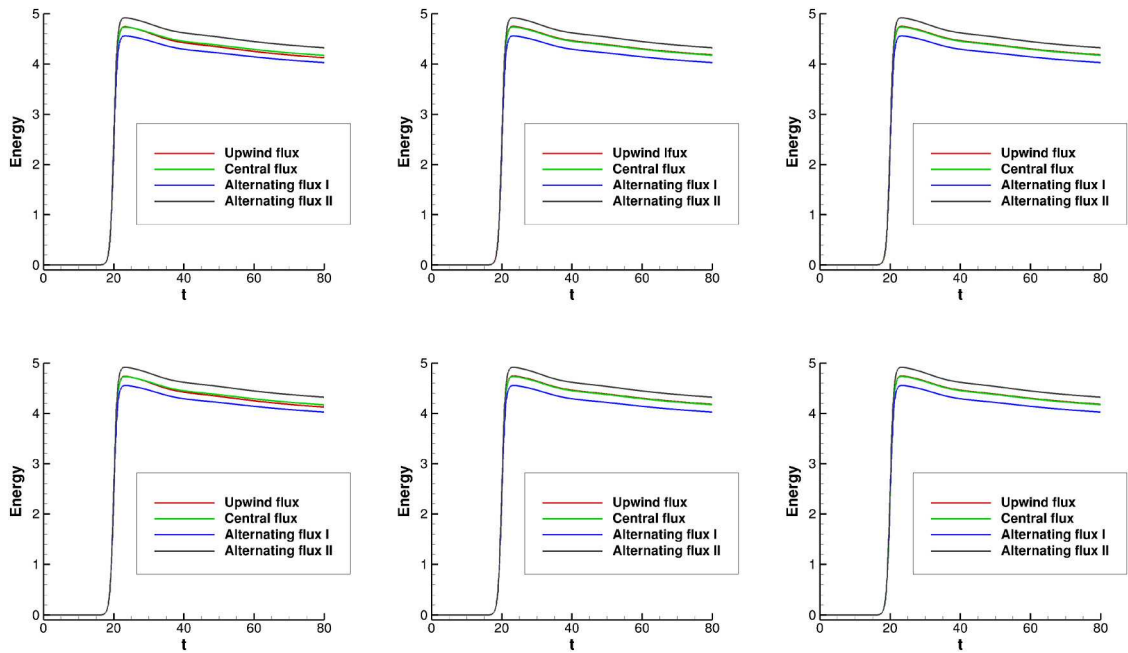 5
4
3
2
1
0
Energy
Upwind flux
Central flux
Alternating flux I
Alternating flux II
0 20 40 60 80
t
5
4
3
2
1
0
Energy
Upwind lfux
Central flux
Alternating flux I
Alternating flux II
0 20 40 60 80
t
5
4
3
2
1
0
Energy
Upwind flux
Central flux
Alternating flux I
Alternating flux II
0 20 40 60 80
t
5
4
3
2
1
0
Energy
Upwind flux
Central flux
Alternating flux I
Alternating flux II
0 20 40 60 80
t
5
4
3
2
1
0
Energy
Upwind flux
Central flux
Alternating flux I
Alternating flux II
0 20 40 60 80
t
5
4
3
2
1
0
Energy
Upwind flux
Central flux
Alternating flux I
Alternating flux II
0 20 40 60 80
t